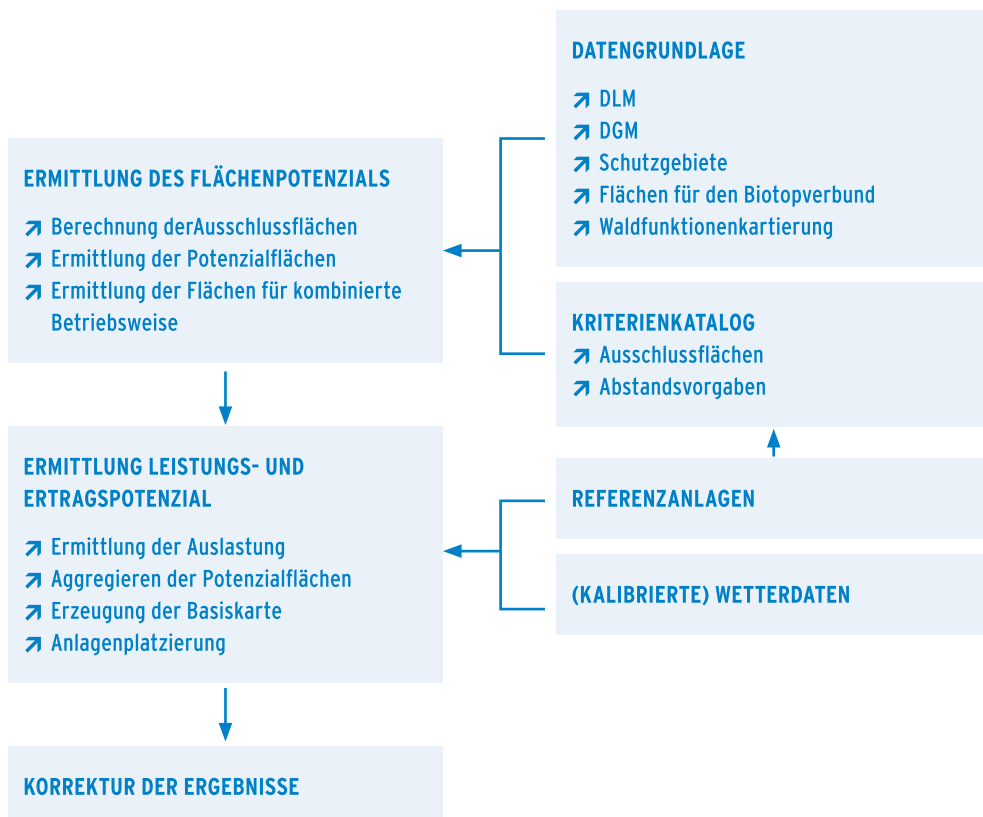 DATENGRUNDLAGE
DLM
DGM
Schutzgebiete
Flächen für den Biotopverbund
Waldfunktionenkartierung
ERMITTLUNG DES FLÄCHENPOTENZIALS
Berechnung derAusschlussflächen
Ermittlung der Potenzialflächen
Ermittlung der Flächen für kombinierte
Betriebsweise
KRITERIENKATALOG
Ausschlussflächen
Abstandsvorgaben
ERMITTLUNG LEISTUNGS- UND
ERTRAGSPOTENZIAL
Ermittlung der Auslastung
Aggregieren der Potenzialflächen
Erzeugung der Basiskarte
Anlagenplatzierung
REFERENZANLAGEN
(KALIBRIERTE) WETTERDATEN
KORREKTUR DER ERGEBNISSE